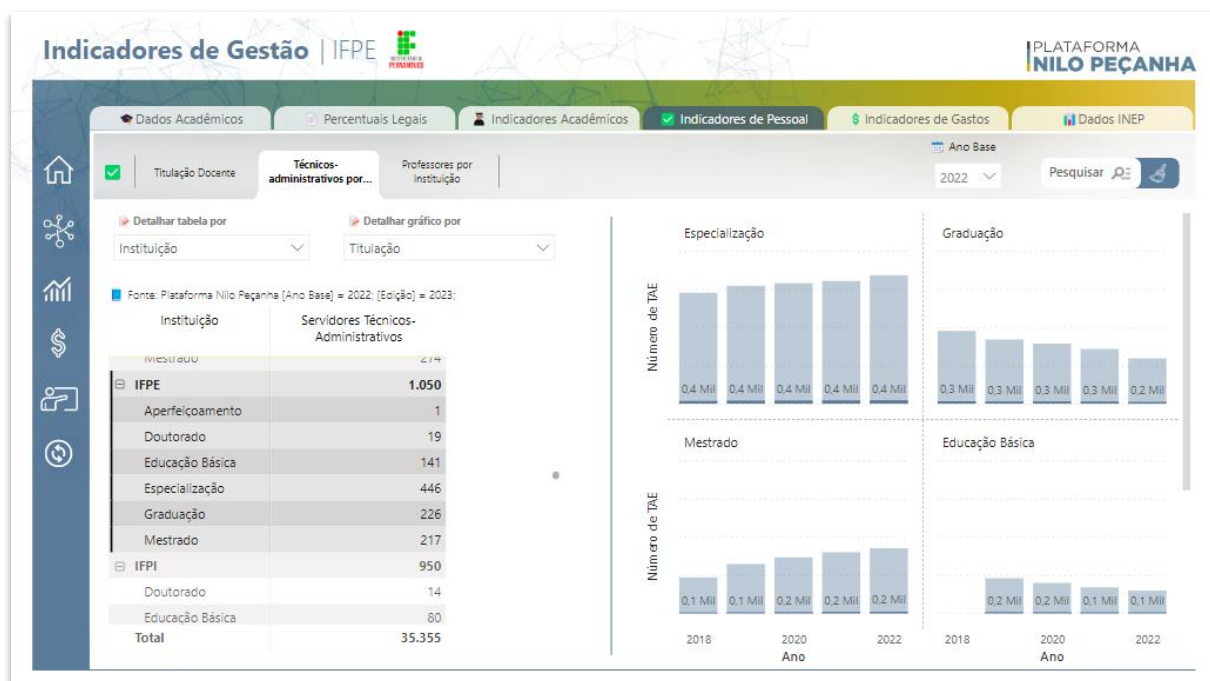 Indicadores de Gestão | IFPE
PERNAMBUCO
PLATAFORMA
NILO PEÇANHA
Dados Acadêmicos
Percentuais Legais
Indicadores Acadêmicos
Indicadores de Pessoal
Indicadores de Gastos
Dados INEP
Titulação Docente
Técnicos-
administrativos por...
Professores por
Instituição
Ano Base
2022
Pesquisar
Detalhar tabela por
Detalhar gráfico por
Instituição
Titulação
Fonte: Plataforma Nilo Peçanha [Ano Base] = 2022; [Edição] = 2023;
Instituição Servidores Técnicos-
Administrativos
Mestrado 274
IFPE 1.050
Aperfeiçoamento 1
Doutorado 19
Educação Básica 141
Especialização 446
Graduação 226
Mestrado 217
IFPI 950
Doutorado 14
Educação Básica 80
Total 35.355
Especialização
Número de TAE
0,4 Mil 0,4 Mil 0,4 Mil 0,4 Mil 0,4 Mil
Graduação
0,3 Mil 0,3 Mil 0,3 Mil 0,3 Mil 0,2 Mil
Mestrado
Número de TAE
0,1 Mil 0,1 Mil 0,2 Mil 0,2 Mil 0,2 Mil
2018 2020 2022
Ano
Educação Básica
0,2 Mil 0,2 Mil 0,1 Mil 0,1 Mil
2018 2020 2022
Ano